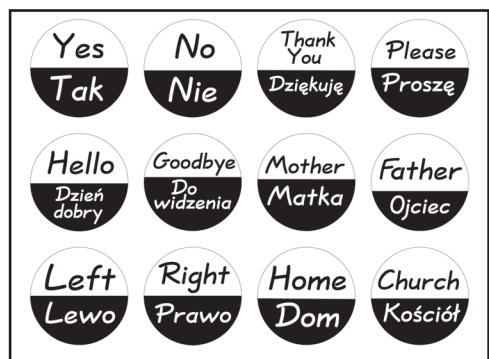 Yes
Tak
No
Nie
Thank
You
Dziękuję
Please
Proszę
Hello
Dzień
dobry
Goodbye
Do
widzenia
Mother
Matka
Father
Ojciec
Left
Lewo
Right
Prawo
Home
Dom
Church
Kościół